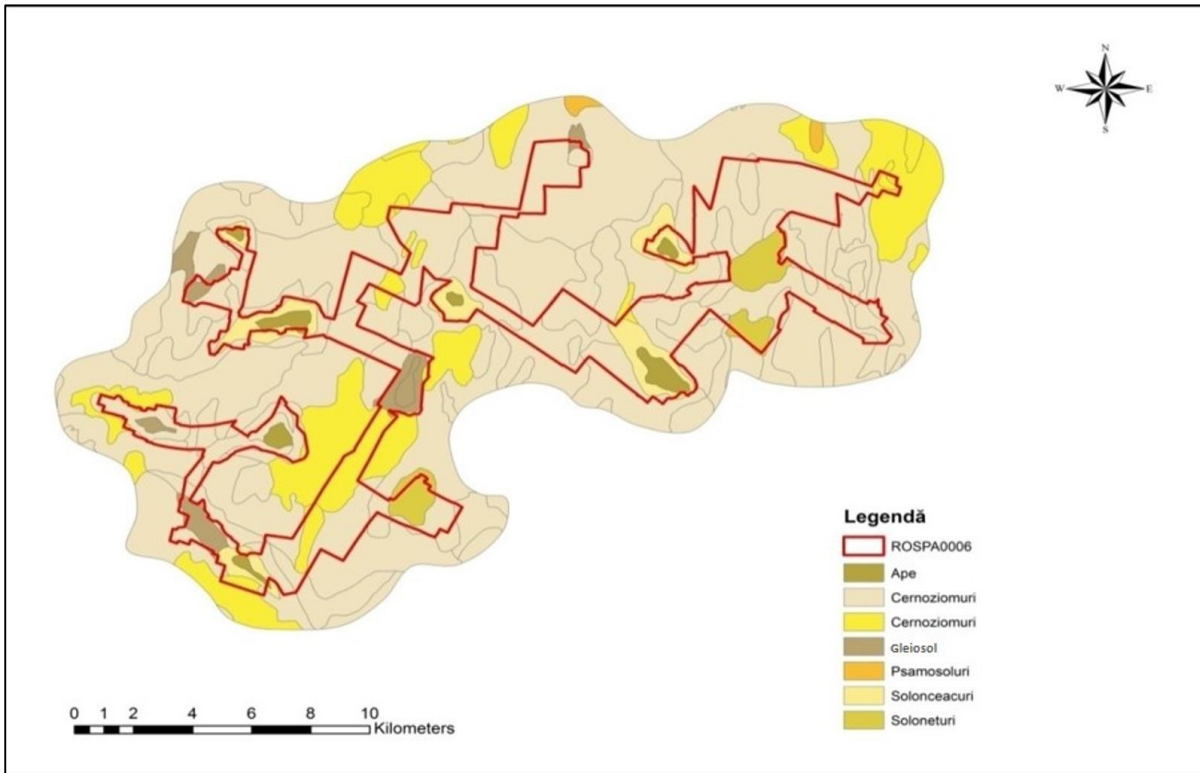 N
W E
S
Legendă
ROSPA0006
Ape
Cernoziomuri
Cernoziomuri
Gleiosol
Psamosoluri
Solonceacuri
Soloneturi
0 1 2 4 6 8 10
Kilometers